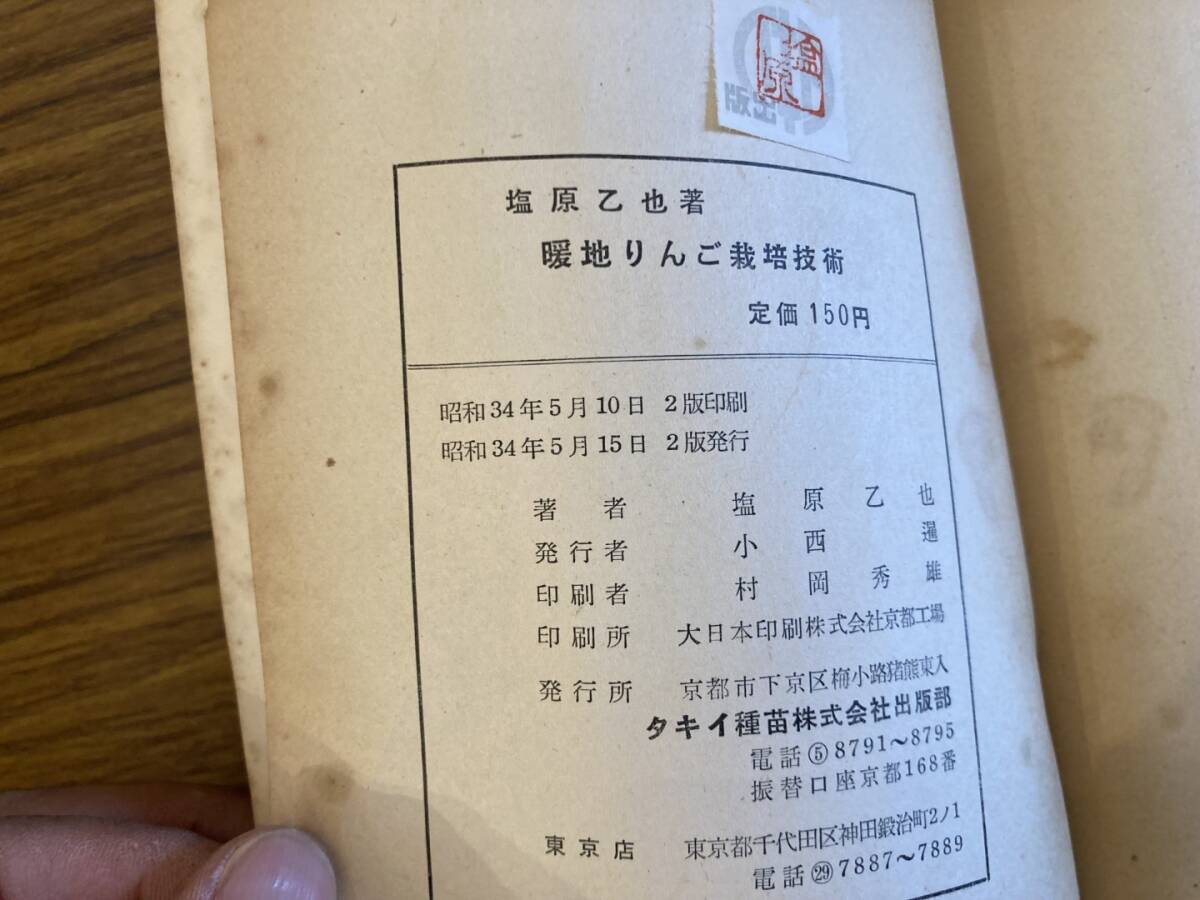 塩原
出版
塩原乙也著
暖地りんご栽培技術
定価 150円
昭和34年5月10日 2版印刷
昭和34年5月15日 2版発行
著者 塩原乙也
発行者 小西暹
印刷者 村岡秀雄
印刷所 大日本印刷株式会社京都工場
発行所 京都市下京区梅小路猪熊東入
タキイ種苗株式会社出版部
電話⑤8791～8795
振替口座京都168番
東京店 東京都千代田区神田鍛治町2ノ1
電話㉙7887～7889